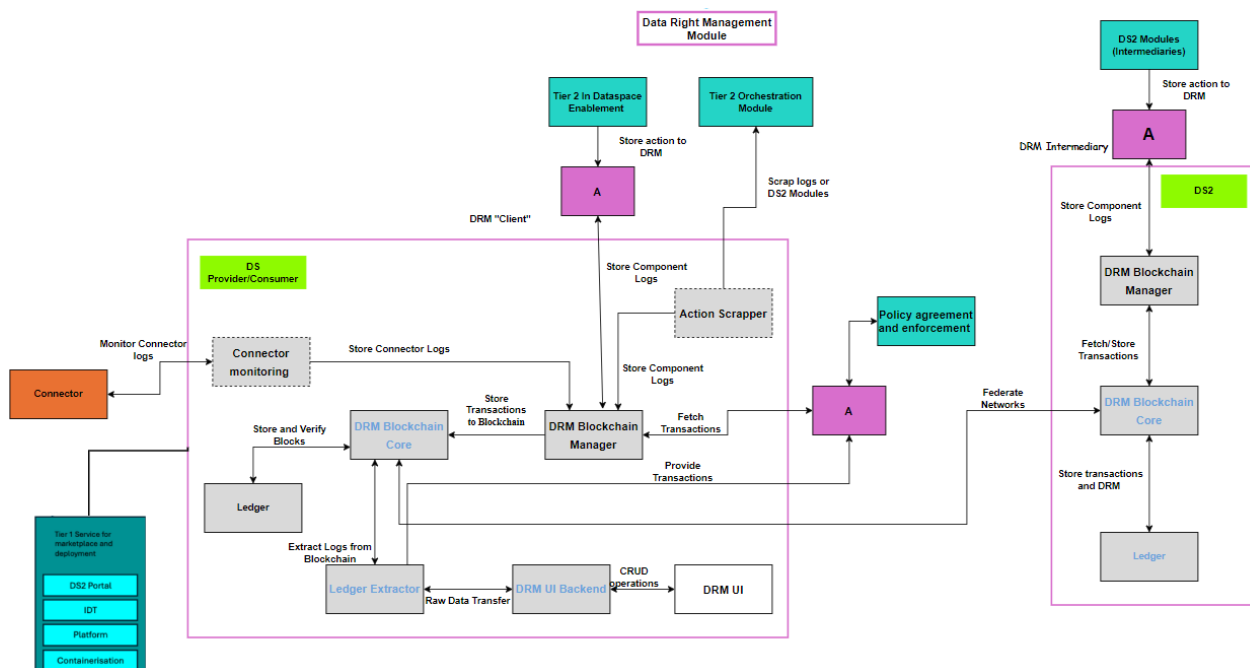 Data Right Management
Module
DS2 Modules
(Intermediaries)
Tier 2 In Dataspace
Enablement
Tier 2 Orchestration
Module
Store action to
DRM
Store action to
DRM
A
DRM Intermediary
Scrap logs or
DS2 Modules
A
DRM "Client"
DS2
Store Component
Logs
DS
Provider/Consumer
Store Component
Logs
DRM Blockchain
Manager
Action Scrapper
Policy agreement
and enforcement
Monitor Connector
logs
Connector
monitoring
Store Connector Logs
Store Component
Logs
Fetch/Store
Transactions
Connector
Store
Transactions
to Blockchain
Federate
Networks
DRM Blockchain
Core
Store and Verify
Blocks
DRM Blockchain
Core
DRM Blockchain
Manager
Fetch
Transactions
A
Provide
Transactions
Store transactions
and DRM
Ledger
Tier 1 Service for
marketplace and
deployment
Extract Logs from
Blockchain
Ledger
DS2 Portal
IDT
Platform
Containerisation
Ledger Extractor
Raw Data Transfer
DRM UI Backend
CRUD
operations
DRM UI